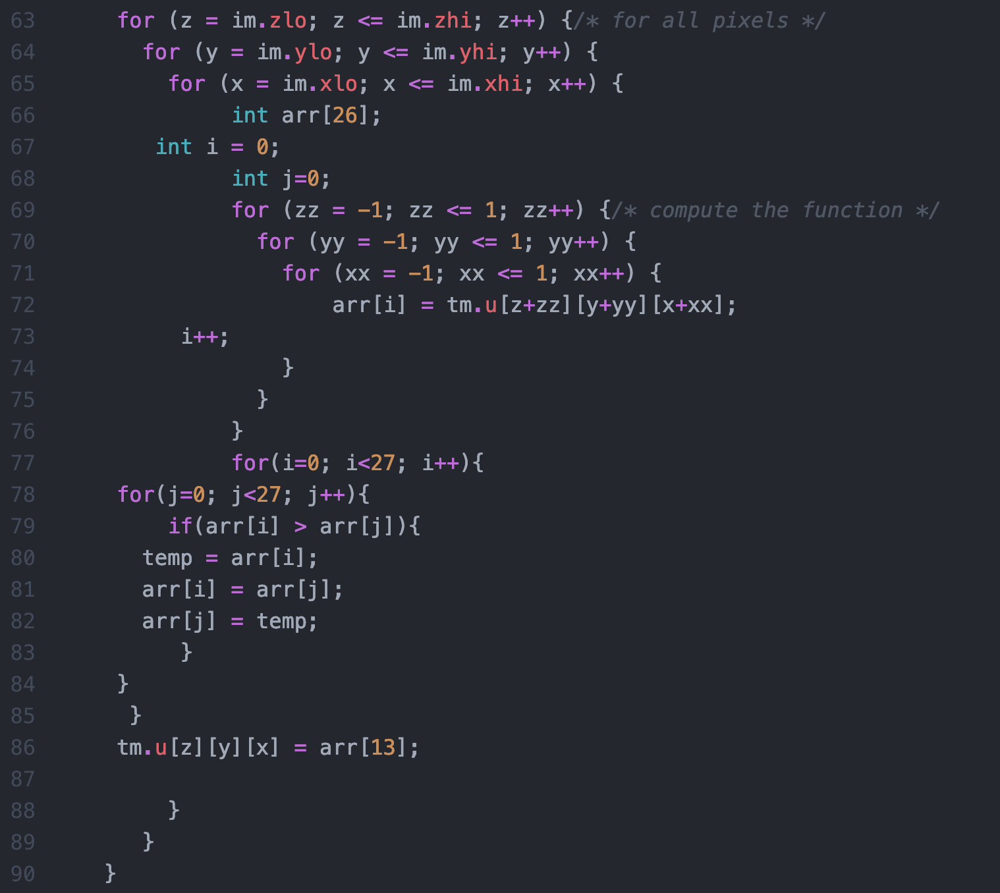 63 for (z = im.zlo; z <= im.zhi; z++) {/* for all pixels */
64 for (y = im.ylo; y <= im.yhi; y++) {
65 for (x = im.xlo; x <= im.xhi; x++) {
66 int arr[26];
67 int i = 0;
68 int j=0;
69 for (zz = -1; zz <= 1; zz++) {/* compute the function */
70 for (yy = -1; yy <= 1; yy++) {
71 for (xx = -1; xx <= 1; xx++) {
72 arr[i] = tm.u[z+zz][y+yy][x+xx];
73 i++;
74 }
75 }
76 }
77 for(i=0; i<27; i++){
78 for(j=0; j<27; j++){
79 if(arr[i] > arr[j]){
80 temp = arr[i];
81 arr[i] = arr[j];
82 arr[j] = temp;
83 }
84 }
85 }
86 tm.u[z][y][x] = arr[13];
87
88 }
89 }
90 }